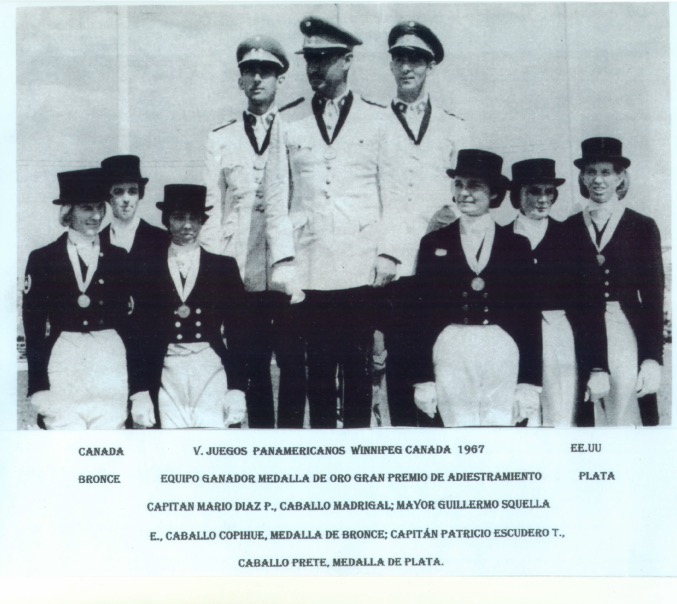 CANADA V. JUEGOS PANAMERICANOS WINNIPEG CANADA 1967 EE.UU
BRONCE EQUIPO GANADOR MEDALLA DE ORO GRAN PREMIO DE ADIESTRAMIENTO PLATA
CAPITAN MARIO DIAZ P., CABALLO MADRIGAL; MAYOR GUILLERMO SQUELLA
E., CABALLO COPIHUE, MEDALLA DE BRONCE; CAPITÁN PATRICIO ESCUDERO T.,
CABALLO PRETE, MEDALLA DE PLATA.